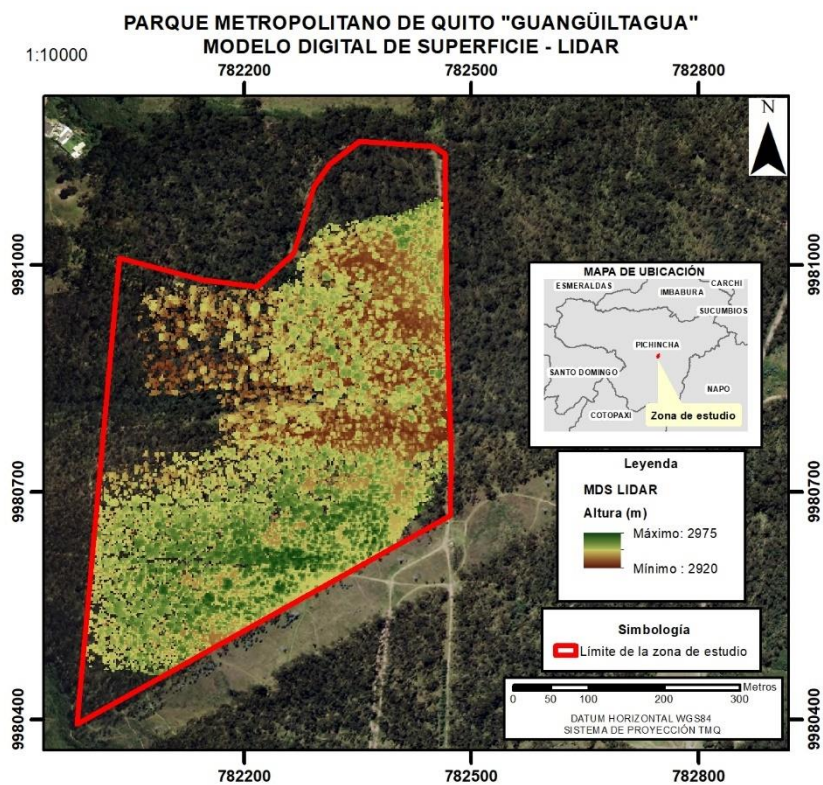 PARQUE METROPOLITANO DE QUITO "GUANGÜILTAGUA"
MODELO DIGITAL DE SUPERFICIE - LIDAR
1:10000
782200 782500 782800
N
9981000 9981000
MAPA DE UBICACIÓN
ESMERALDAS CARCHI
IMBABURA
SUCUMBIOS
PICHINCHA
SANTO DOMINGO
NAPO
COTOPAXI
Zona de estudio
Leyenda
MDS LIDAR
Altura (m)
Máximo: 2975
Mínimo : 2920
9980700 9980700
Simbología
Límite de la zona de estudio
Metros
0 50 100 200 300
DATUM HORIZONTAL WGS84
SISTEMA DE PROYECCIÓN TMQ
9980400 9980400
782200 782500 782800